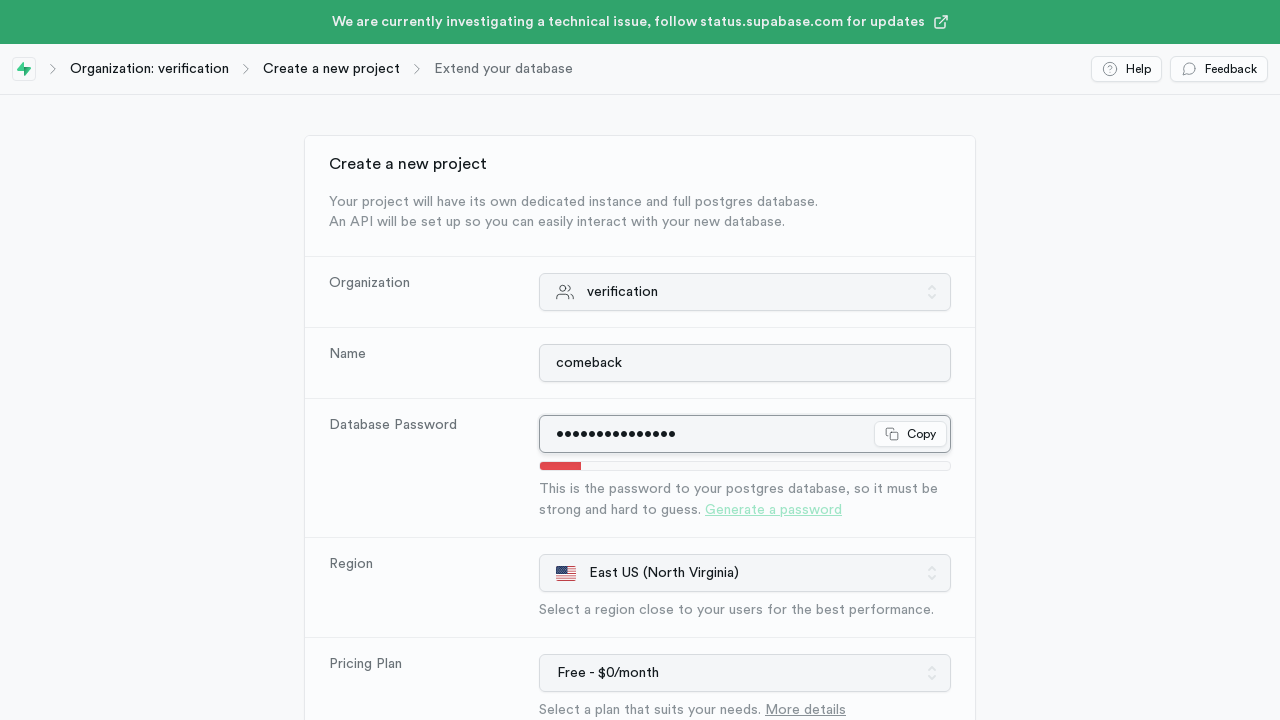 We are currently investigating a technical issue, follow status.supabase.com for updates
Organization: verification
Create a new project
Extend your database
Help
Feedback
Create a new project
Your project will have its own dedicated instance and full postgres database.
An API will be set up so you can easily interact with your new database.
Organization
verification
Name
comeback
Database Password
•••••••••••••••
Copy
This is the password to your postgres database, so it must be
strong and hard to guess. Generate a password
Region
East US (North Virginia)
Select a region close to your users for the best performance.
Pricing Plan
Free - $0/month
Select a plan that suits your needs. More details